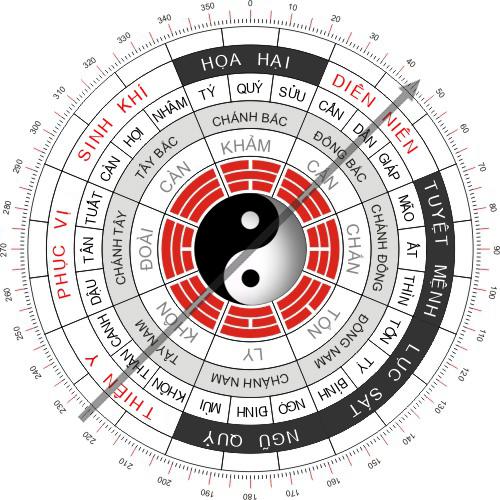 0 10 20 30 40 50 60 70 80 90 100 110 120 130 140 150 160 170 180 190 200 210 220 230 240 250 260 270 280 290 300 310 320 330 340 350
HỌA HẠI
DIÊN NIÊN
TUYỆT MỆNH
LỤC SÁT
NGŨ QUỶ
THIÊN Y
PHỤC VỊ
SINH KHÍ
TÝ QUÝ SỬU
CẤN DẦN GIÁP
MÃO ẤT THÌN
TỐN TỴ BÍNH
NGỌ ĐINH MÙI
KHÔN THÂN CANH
DẬU TÂN TUẤT
CÀN HỢI NHÂM
CHÁNH BẮC
ĐÔNG BẮC
CHÁNH ĐÔNG
ĐÔNG NAM
CHÁNH NAM
TÂY NAM
CHÁNH TÂY
TÂY BẮC
KHẢM
CẤN
CHẤN
TỐN
LY
KHÔN
ĐOÀI
CÀN